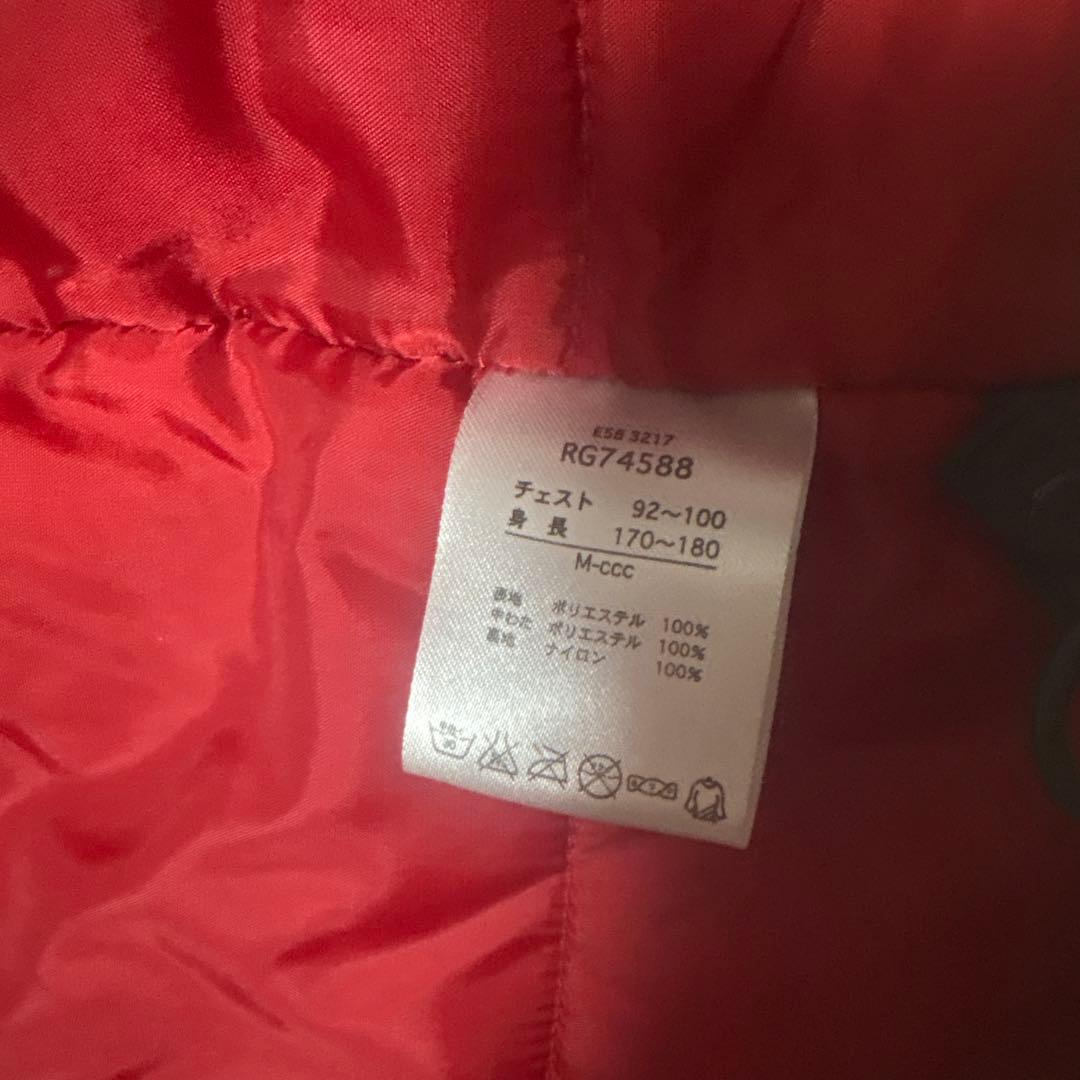 ESB 3217
RG74588
チェスト 92～100
身長 170～180
M-ccc
表地 ポリエステル 100%
中わた ポリエステル 100%
裏地 ナイロン 100%